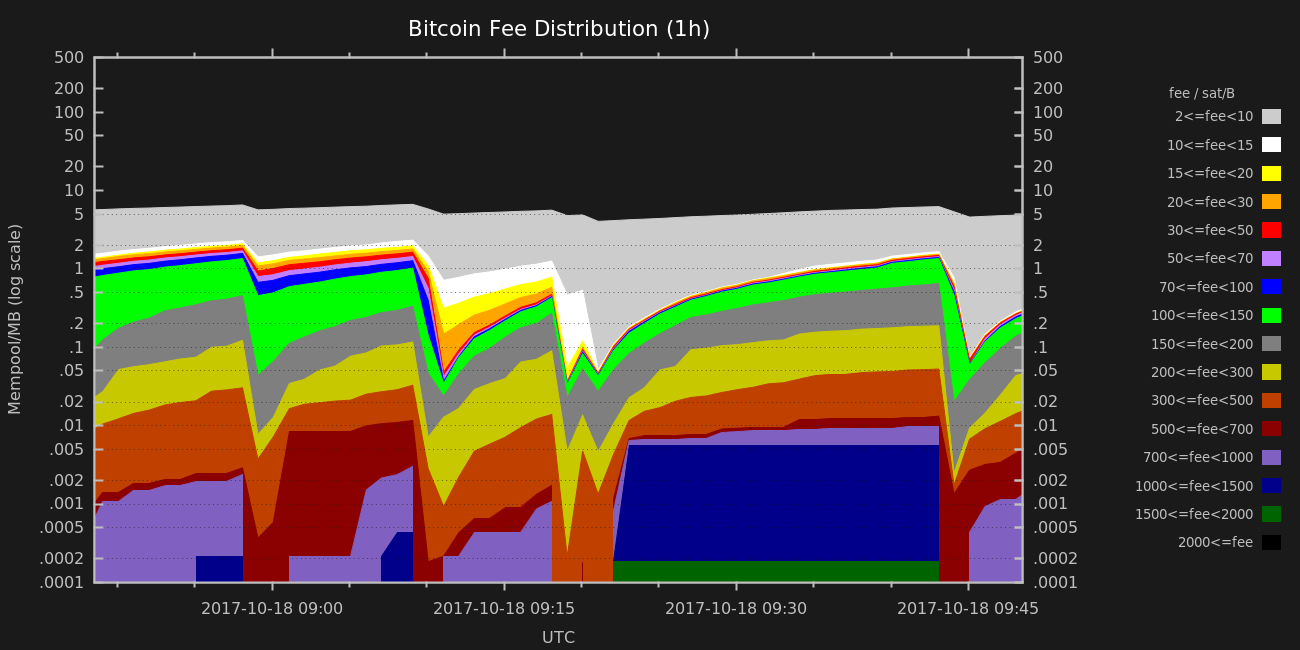 Bitcoin Fee Distribution (1h)
Mempool/MB (log scale)
500
200
100
50
20
10
5
2
1
.5
.2
.1
.05
.02
.01
.005
.002
.001
.0005
.0002
.0001
500
200
100
50
20
10
5
2
1
.5
.2
.1
.05
.02
.01
.005
.002
.001
.0005
.0002
.0001
2017-10-18 09:00
2017-10-18 09:15
2017-10-18 09:30
2017-10-18 09:45
UTC
fee / sat/B
2<=fee<10
10<=fee<15
15<=fee<20
20<=fee<30
30<=fee<50
50<=fee<70
70<=fee<100
100<=fee<150
150<=fee<200
200<=fee<300
300<=fee<500
500<=fee<700
700<=fee<1000
1000<=fee<1500
1500<=fee<2000
2000<=fee